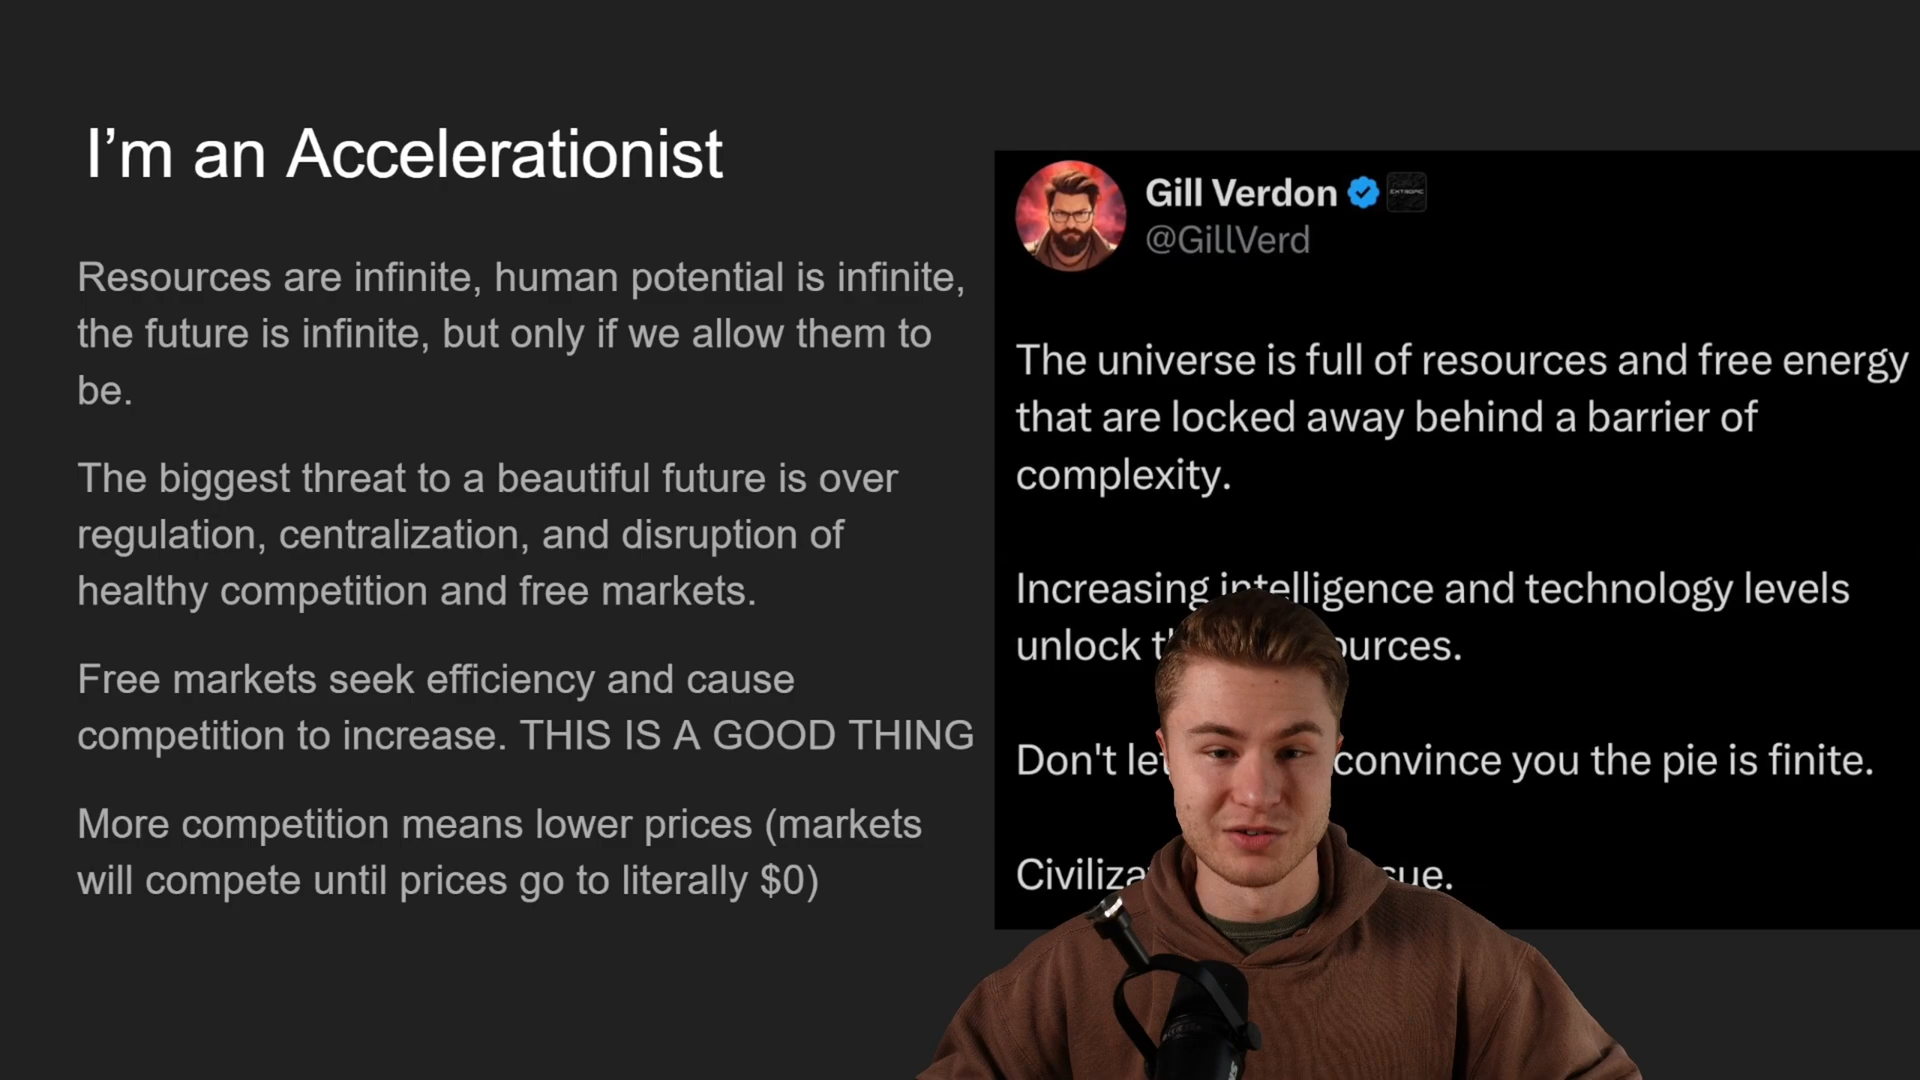 I’m an Accelerationist
Resources are infinite, human potential is infinite,
the future is infinite, but only if we allow them to
be.
The biggest threat to a beautiful future is over
regulation, centralization, and disruption of
healthy competition and free markets.
Free markets seek efficiency and cause
competition to increase. THIS IS A GOOD THING
More competition means lower prices (markets
will compete until prices go to literally $0)
Gill Verdon
EXTROPIC
@GillVerd
The universe is full of resources and free energy
that are locked away behind a barrier of
complexity.
Increasing intelligence and technology levels
unlock
Don't convince you the pie is finite.